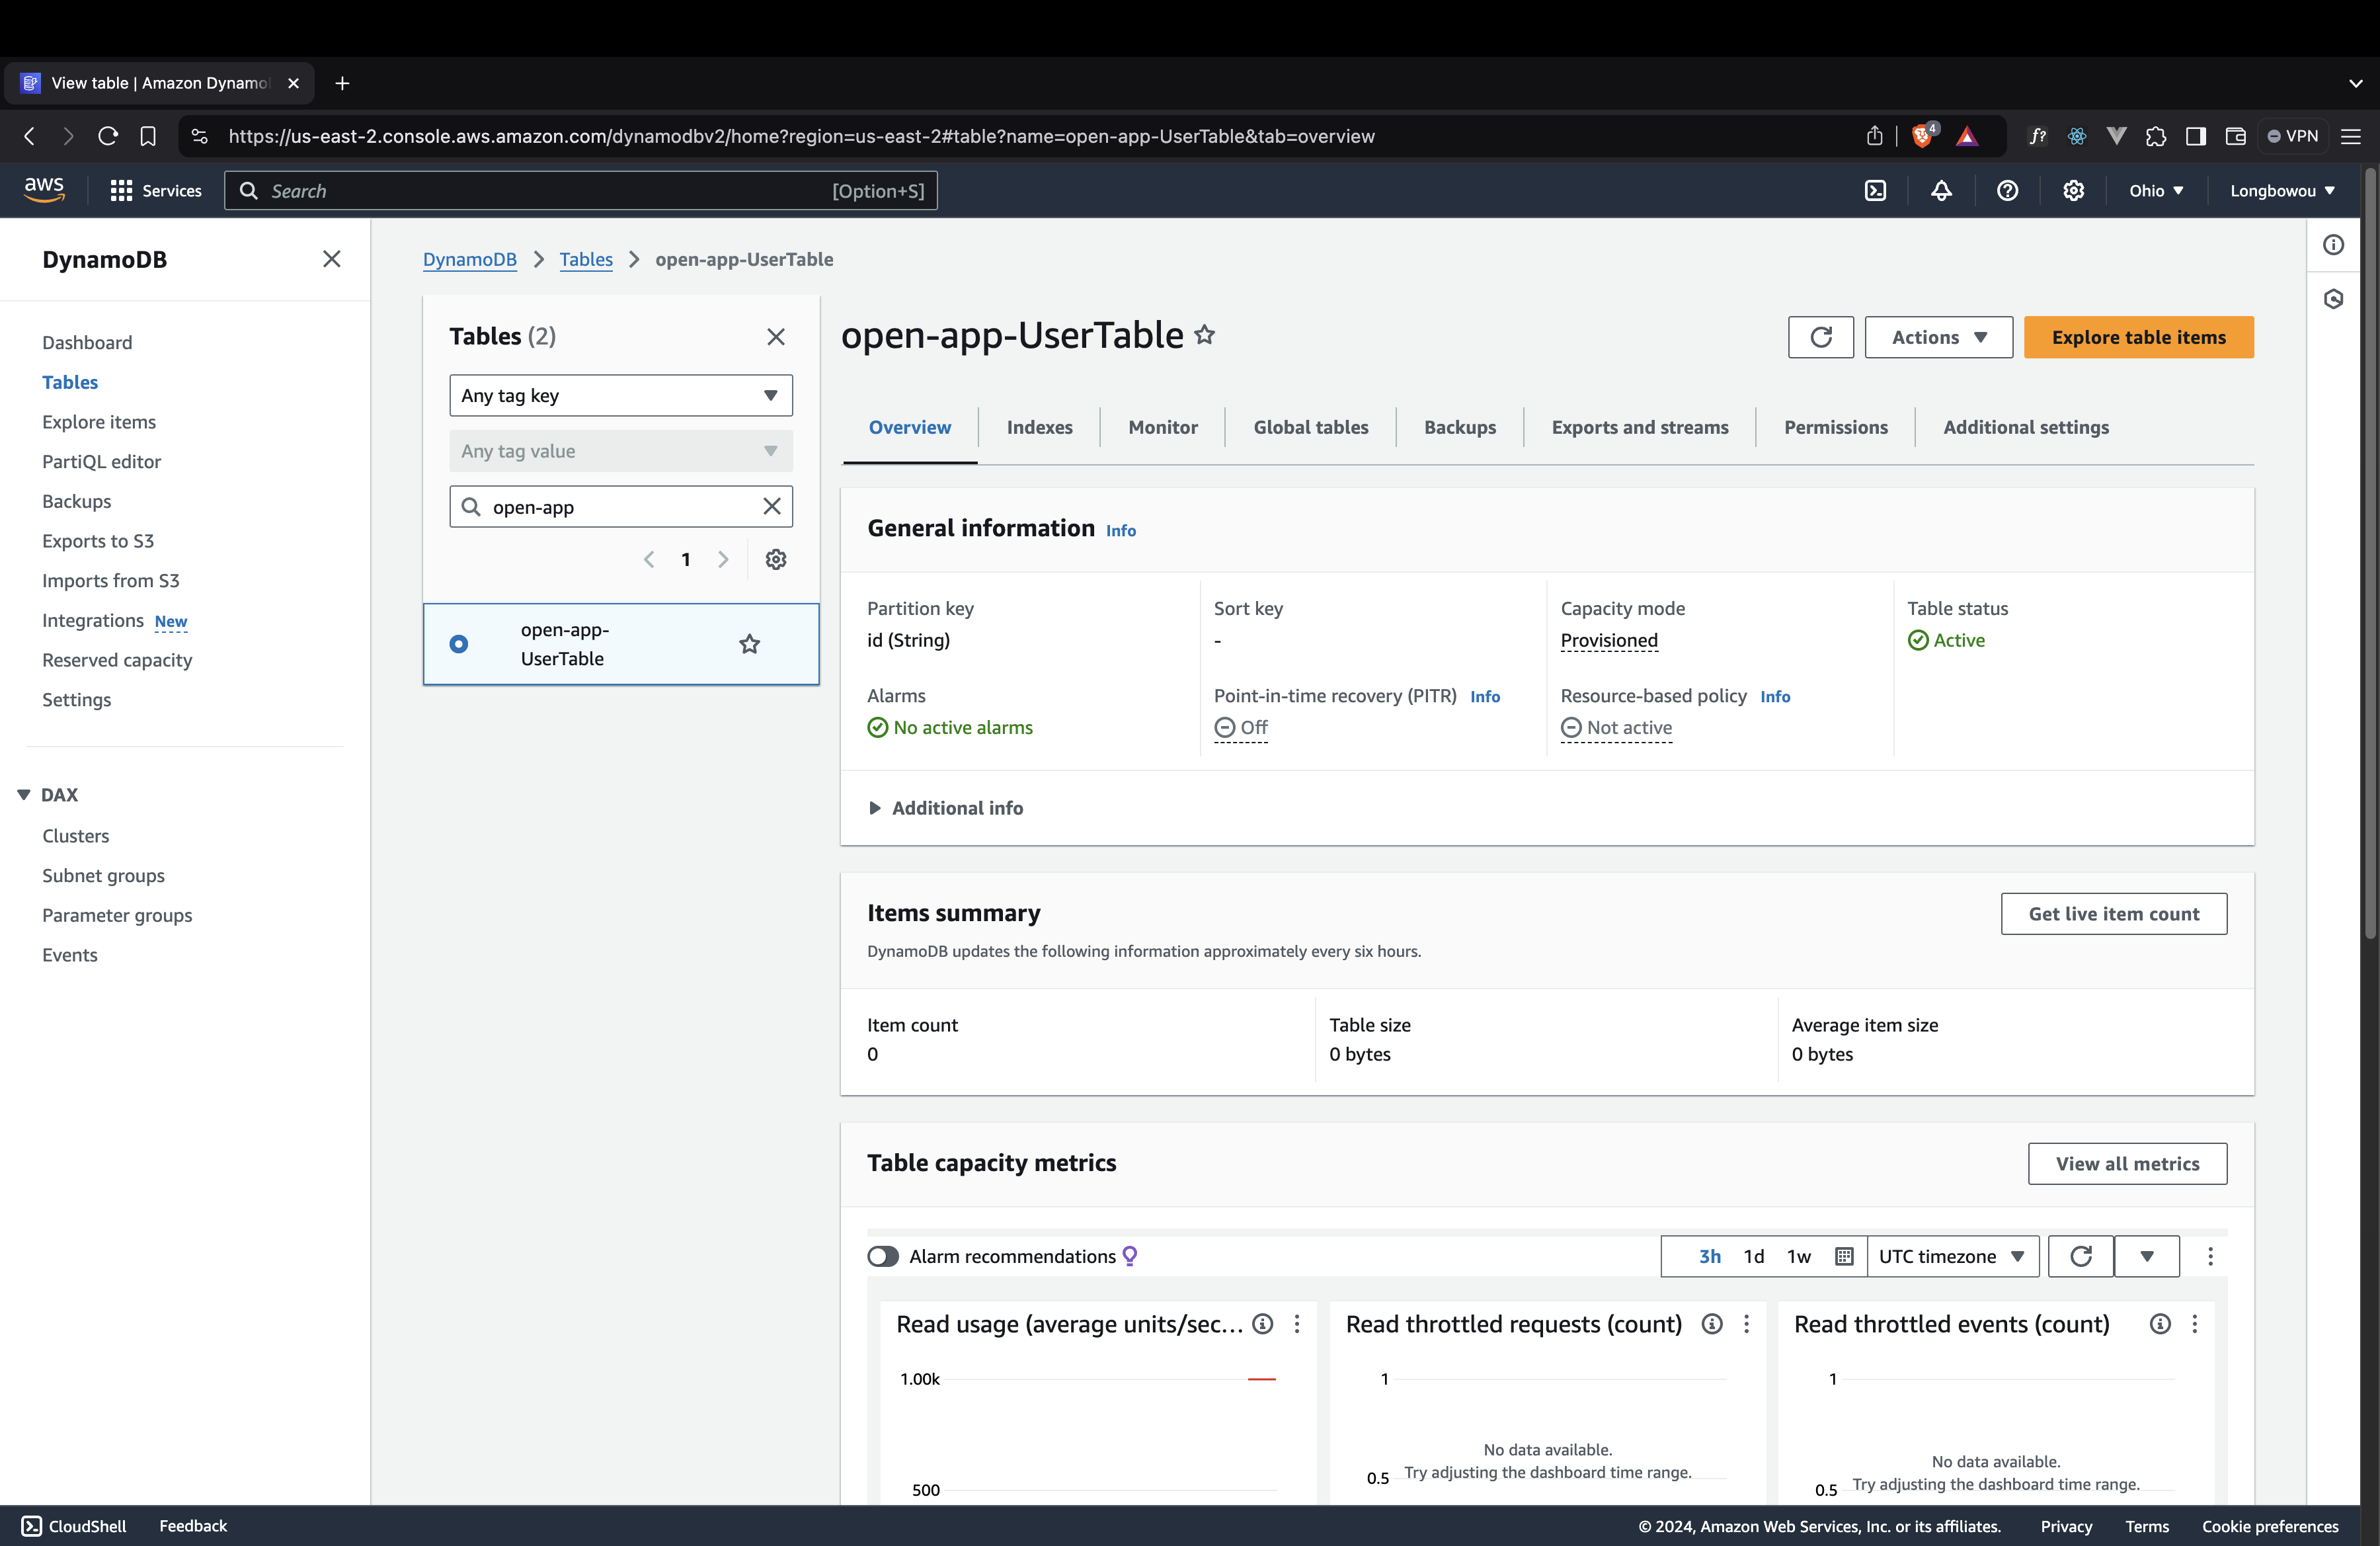 View table | Amazon Dynamo
https://us-east-2.console.aws.amazon.com/dynamodbv2/home?region=us-east-2#table?name=open-app-UserTable&tab=overview
4
f?
VPN
aws
Services
Search
[Option+S]
Ohio
Longbowou
DynamoDB
Dashboard
Tables
Explore items
PartiQL editor
Backups
Exports to S3
Imports from S3
Integrations New
Reserved capacity
Settings
DAX
Clusters
Subnet groups
Parameter groups
Events
DynamoDB
Tables
open-app-UserTable
Tables (2)
Any tag key
Any tag value
open-app
1
open-app-
UserTable
open-app-UserTable
Actions
Explore table items
Overview
Indexes
Monitor
Global tables
Backups
Exports and streams
Permissions
Additional settings
General information Info
Partition key
id (String)
Sort key
-
Capacity mode
Provisioned
Table status
Active
Alarms
No active alarms
Point-in-time recovery (PITR) Info
Off
Resource-based policy Info
Not active
Additional info
Items summary
Get live item count
DynamoDB updates the following information approximately every six hours.
Item count
0
Table size
0 bytes
Average item size
0 bytes
Table capacity metrics
View all metrics
Alarm recommendations
3h
1d
1w
UTC timezone
Read usage (average units/sec...
1.00k
500
Read throttled requests (count)
1
No data available.
Try adjusting the dashboard time range.
0.5
Read throttled events (count)
1
No data available.
Try adjusting the dashboard time range.
0.5
CloudShell
Feedback
© 2024, Amazon Web Services, Inc. or its affiliates.
Privacy
Terms
Cookie preferences